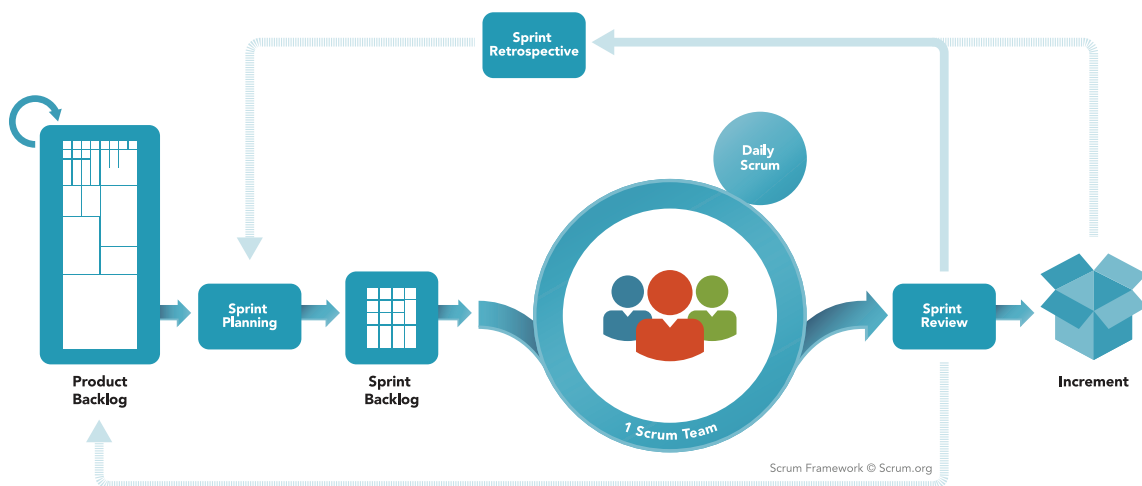 Sprint
Retrospective
Daily
Scrum
Sprint
Planning
Sprint
Review
Product
Backlog
Sprint
Backlog
Increment
1 Scrum Team
Scrum Framework © Scrum.org